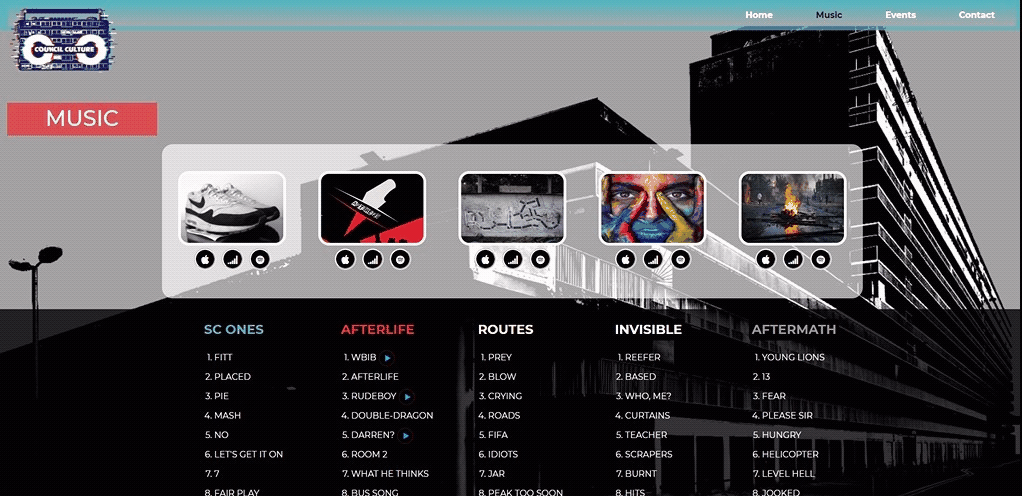 Home Music Events Contact
COUNCIL CULTURE
MUSIC
SC ONES
1. FITT
2. PLACED
3. PIE
4. MASH
5. NO
6. LET'S GET IT ON
7. 7
8. FAIR PLAY
AFTERLIFE
1. WBIB
2. AFTERLIFE
3. RUDEBOY
4. DOUBLE-DRAGON
5. DARREN?
6. ROOM 2
7. WHAT HE THINKS
8. BUS SONG
ROUTES
1. PREY
2. BLOW
3. CRYING
4. ROADS
5. FIFA
6. IDIOTS
7. JAR
8. PEAK TOO SOON
INVISIBLE
1. REEFER
2. BASED
3. WHO, ME?
4. CURTAINS
5. TEACHER
6. SCRAPERS
7. BURNT
8. HITS
AFTERMATH
1. YOUNG LIONS
2. 13
3. FEAR
4. PLEASE SIR
5. HUNGRY
6. HELICOPTER
7. LEVEL HELL
8. JOOKED